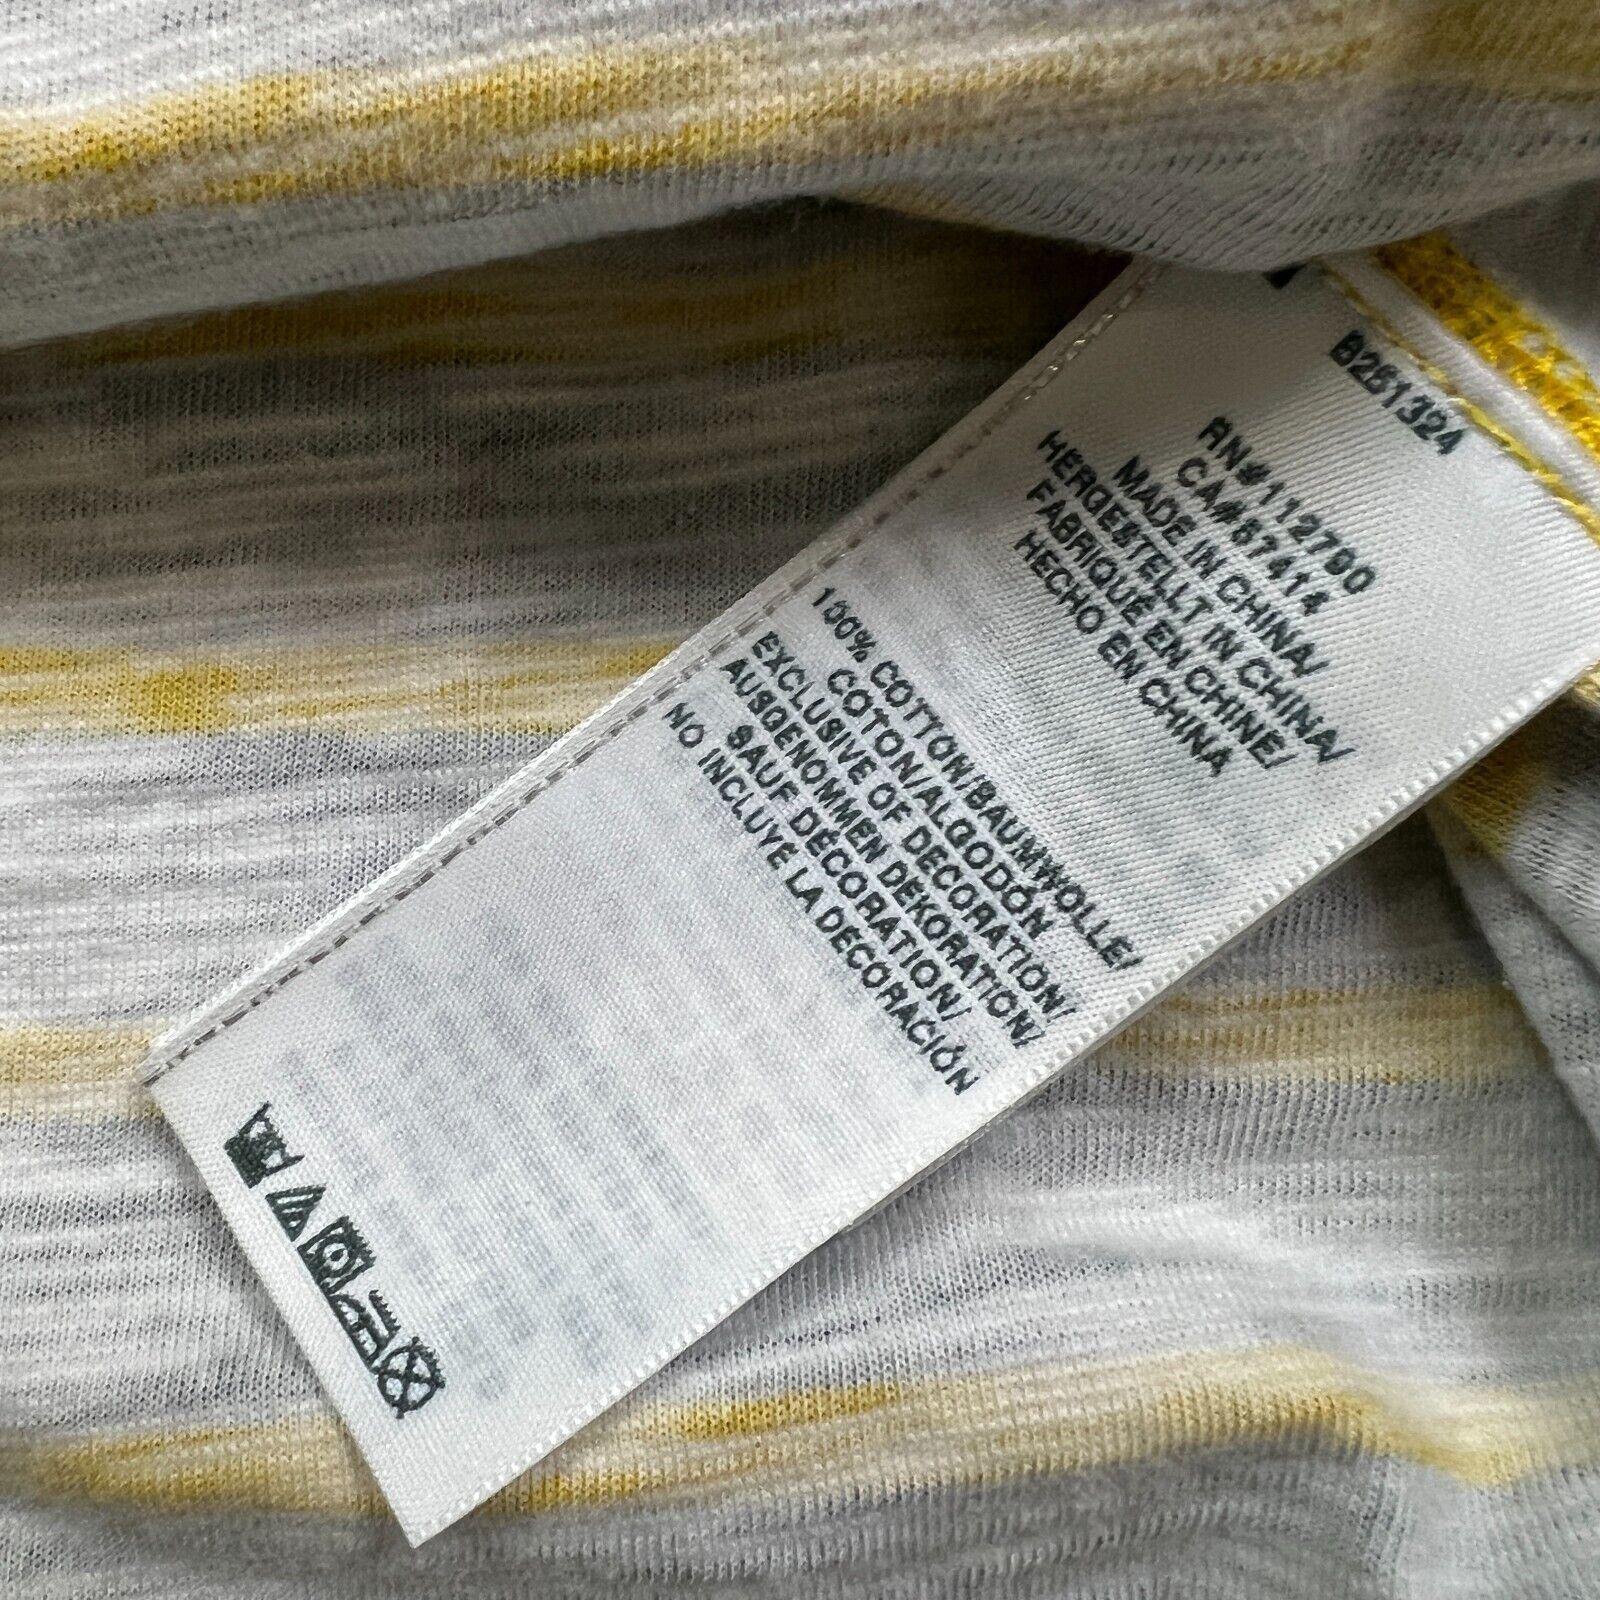 B251324
RN#112790
CA#57414
MADE IN CHINA/
HERGESTELLT IN CHINA/
FABRIQUÉ EN CHINE/
HECHO EN CHINA
100% COTTON/BAUMWOLLE/
COTON/ALGODÓN
EXCLUSIVE OF DECORATION/
AUSGENOMMEN DEKORATION/
SAUF DÉCORATION/
NO INCLUYE LA DECORACIÓN